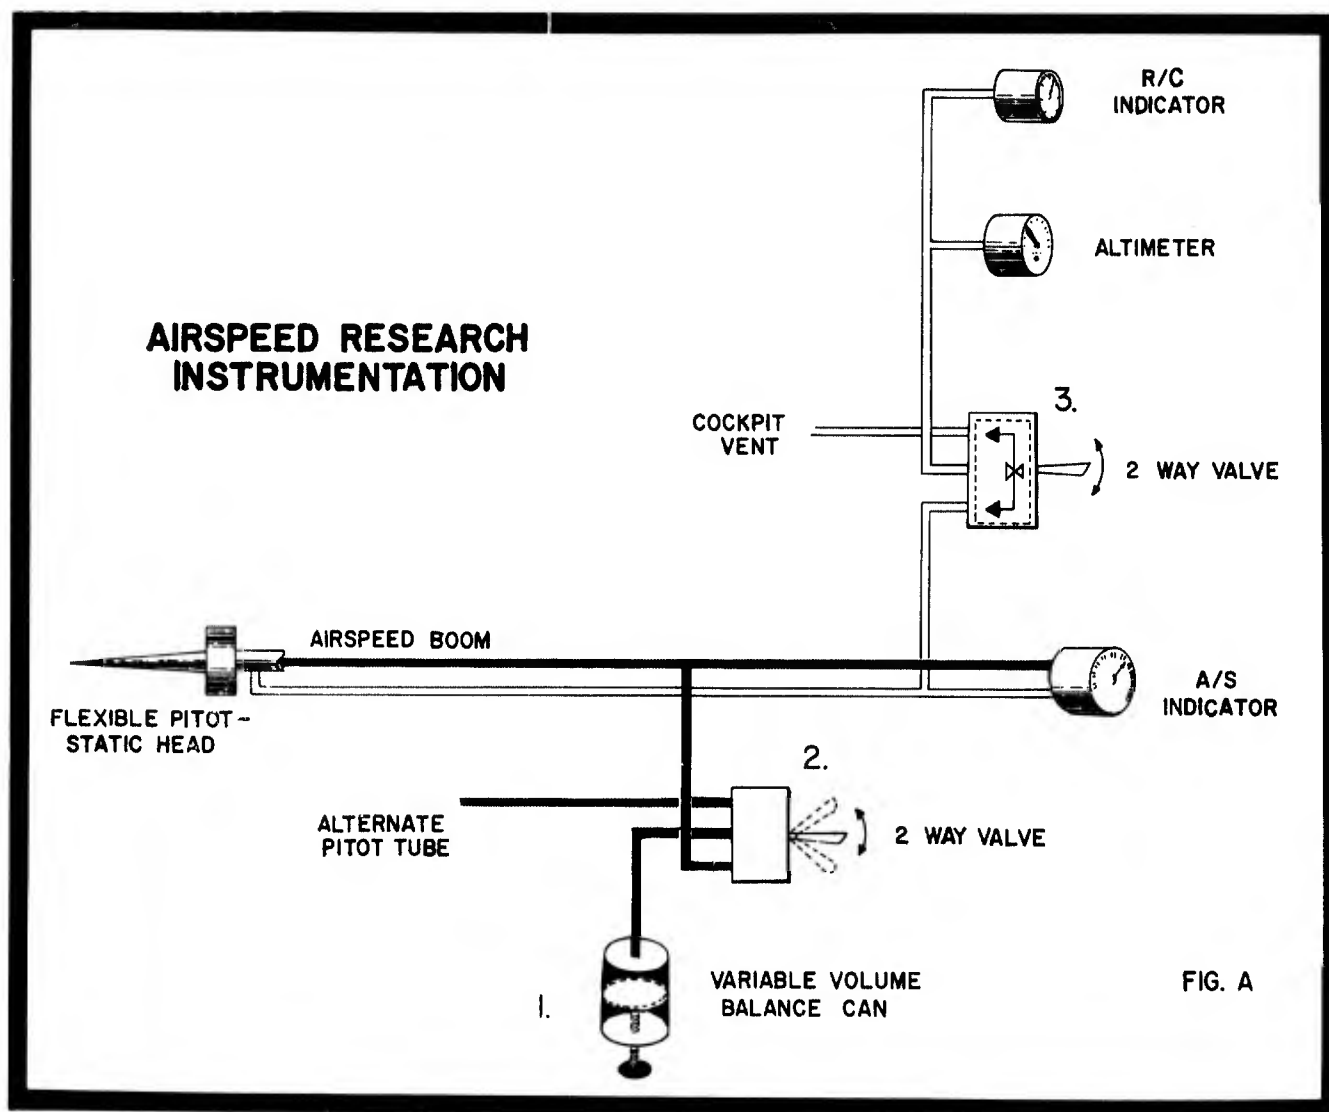 R/C
INDICATOR
ALTIMETER
AIRSPEED RESEARCH
INSTRUMENTATION
3.
COCKPIT
VENT
2 WAY VALVE
AIRSPEED BOOM
A/S
INDICATOR
FLEXIBLE PITOT-
STATIC HEAD
2.
ALTERNATE
PITOT TUBE
2 WAY VALVE
VARIABLE VOLUME
BALANCE CAN
1.
FIG. A